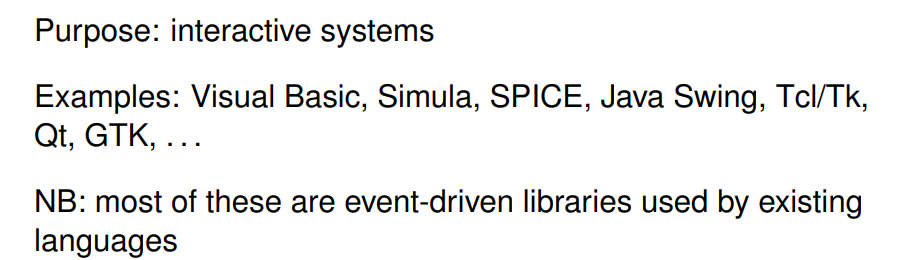 Purpose: interactive systems
Examples: Visual Basic, Simula, SPICE, Java Swing, Tcl/Tk,
Qt, GTK, . . .
NB: most of these are event-driven libraries used by existing
languages